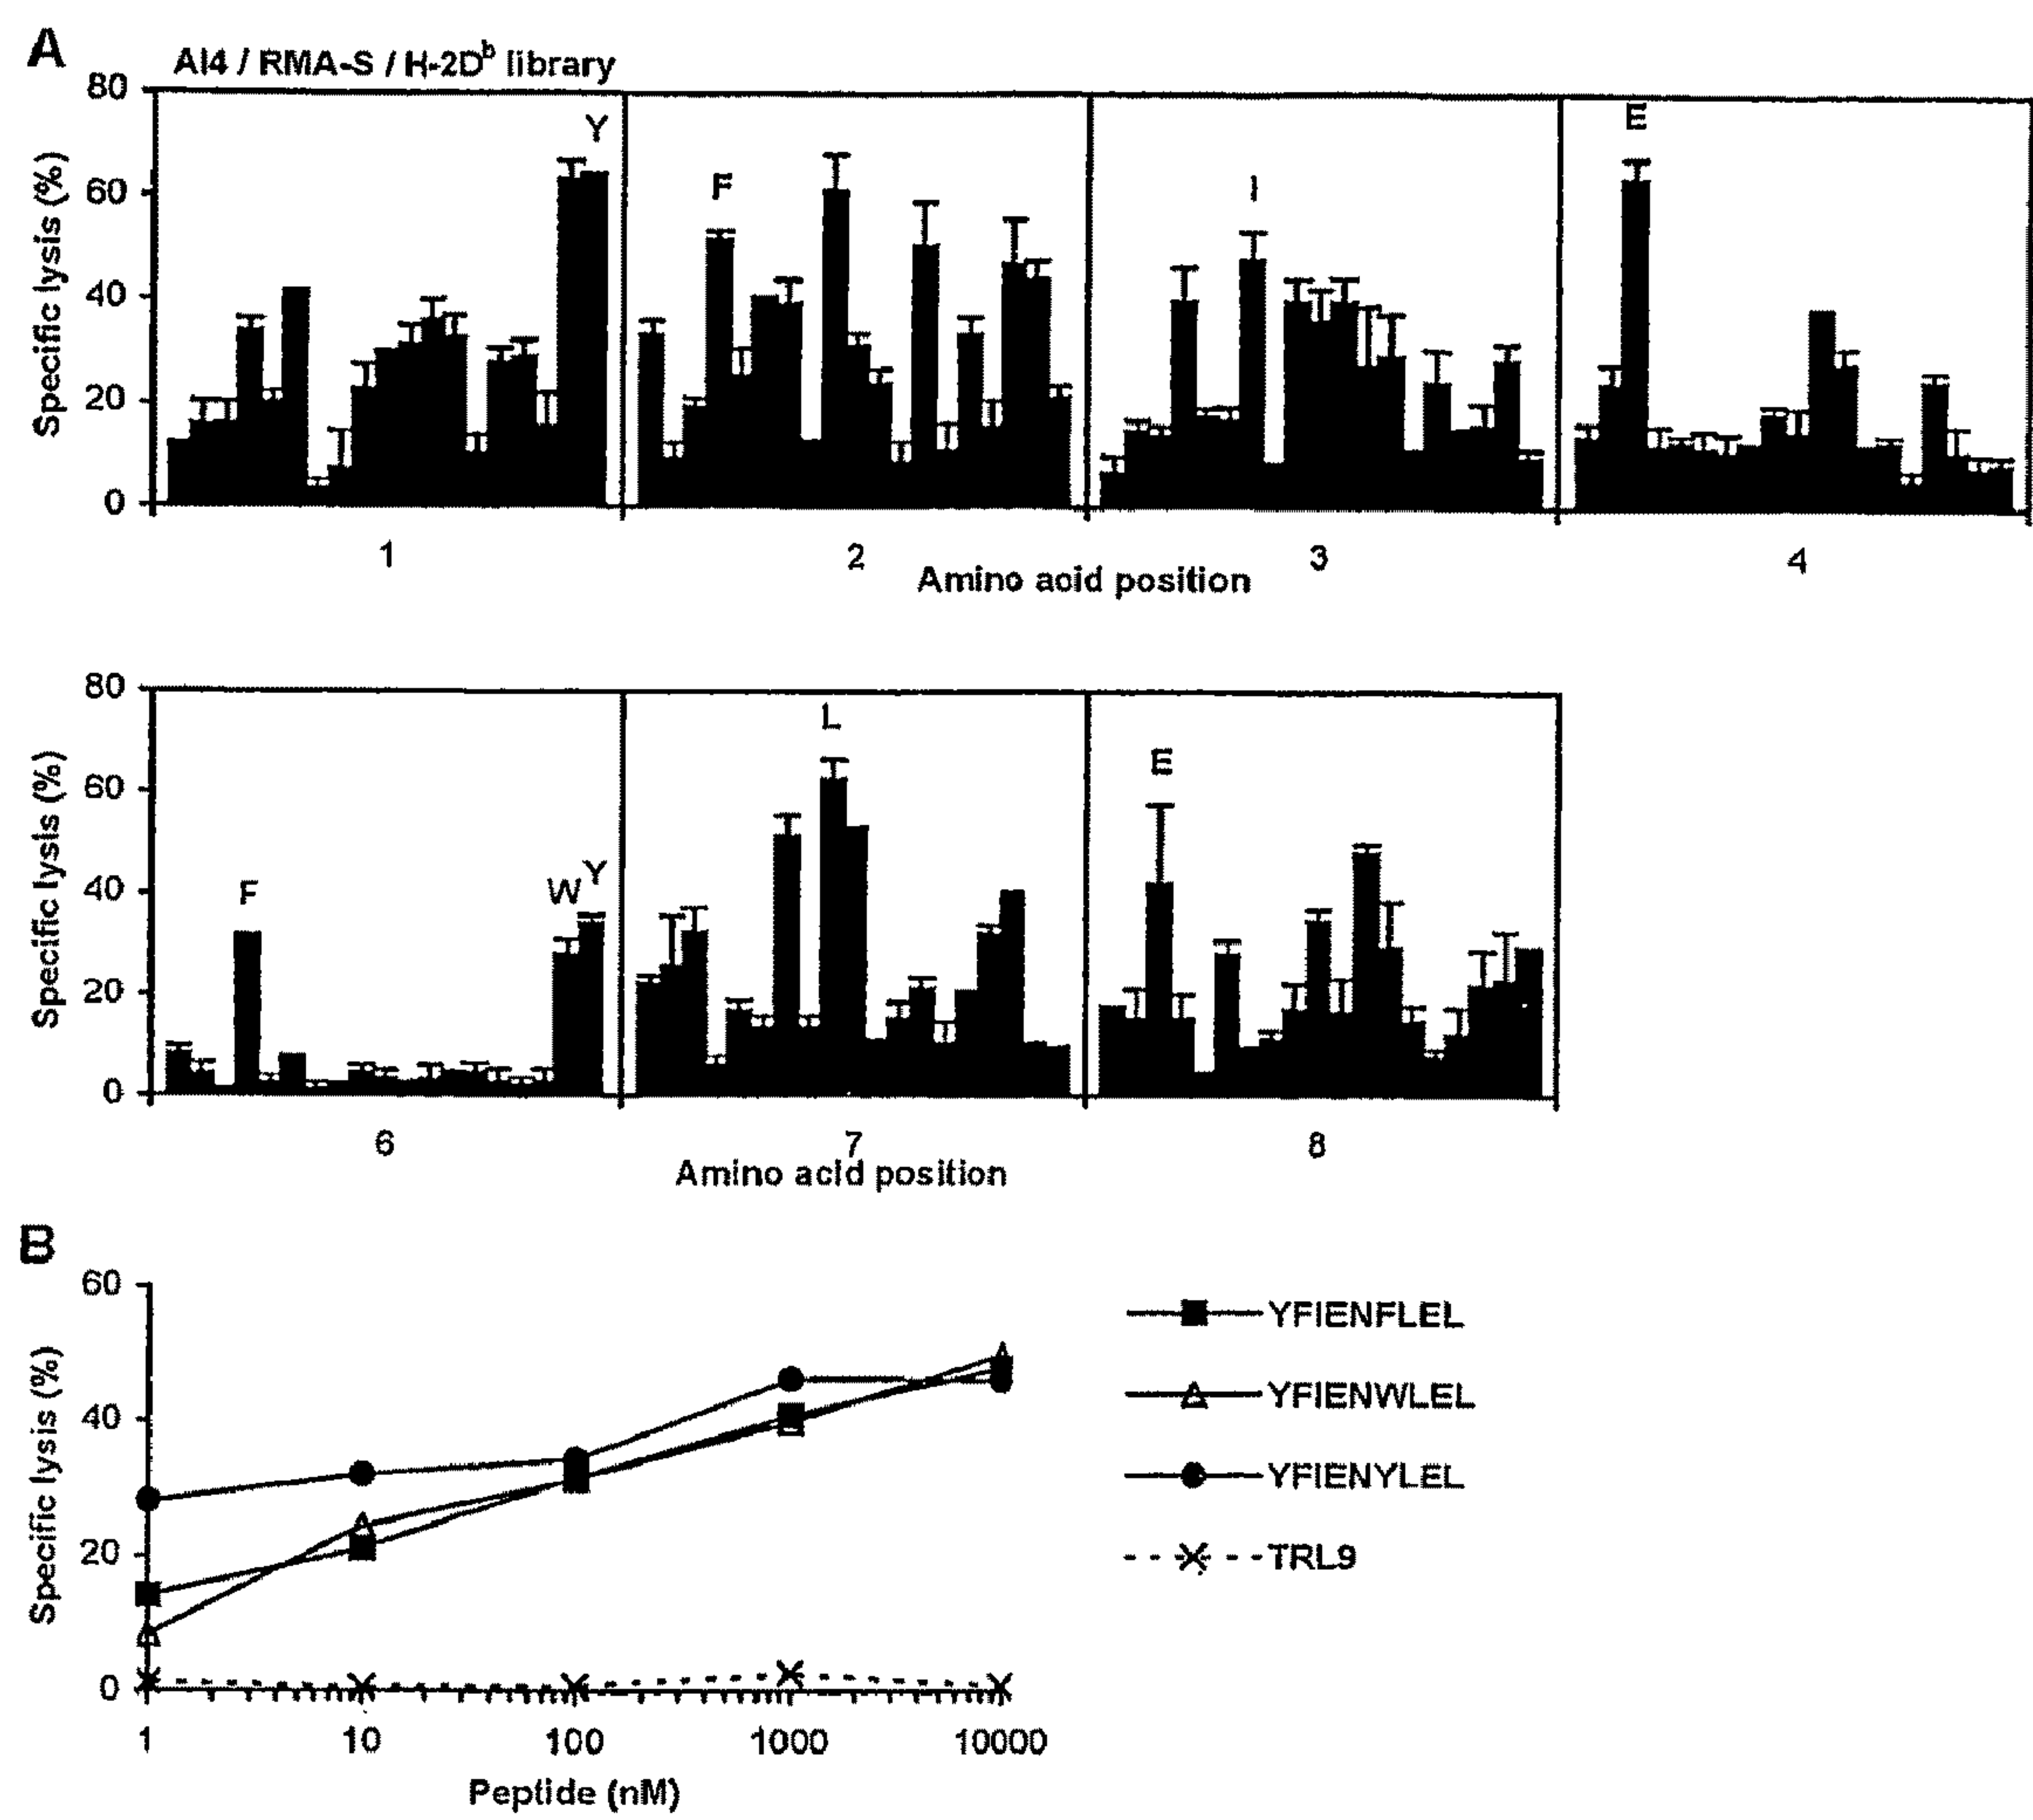 A
AI4 / RMA-S / H-2Dᵇ library
Specific lysis (%)
80
60
40
20
0
Y
F
I
E
1
2
3
4
Amino acid position
Specific lysis (%)
80
60
40
20
0
F
W
Y
L
E
6
7
8
Amino acid position
B
Specific lysis (%)
60
40
20
0
1
10
100
1000
10000
Peptide (nM)
YFIENFLEL
YFIENWLEL
YFIENYLEL
TRL9